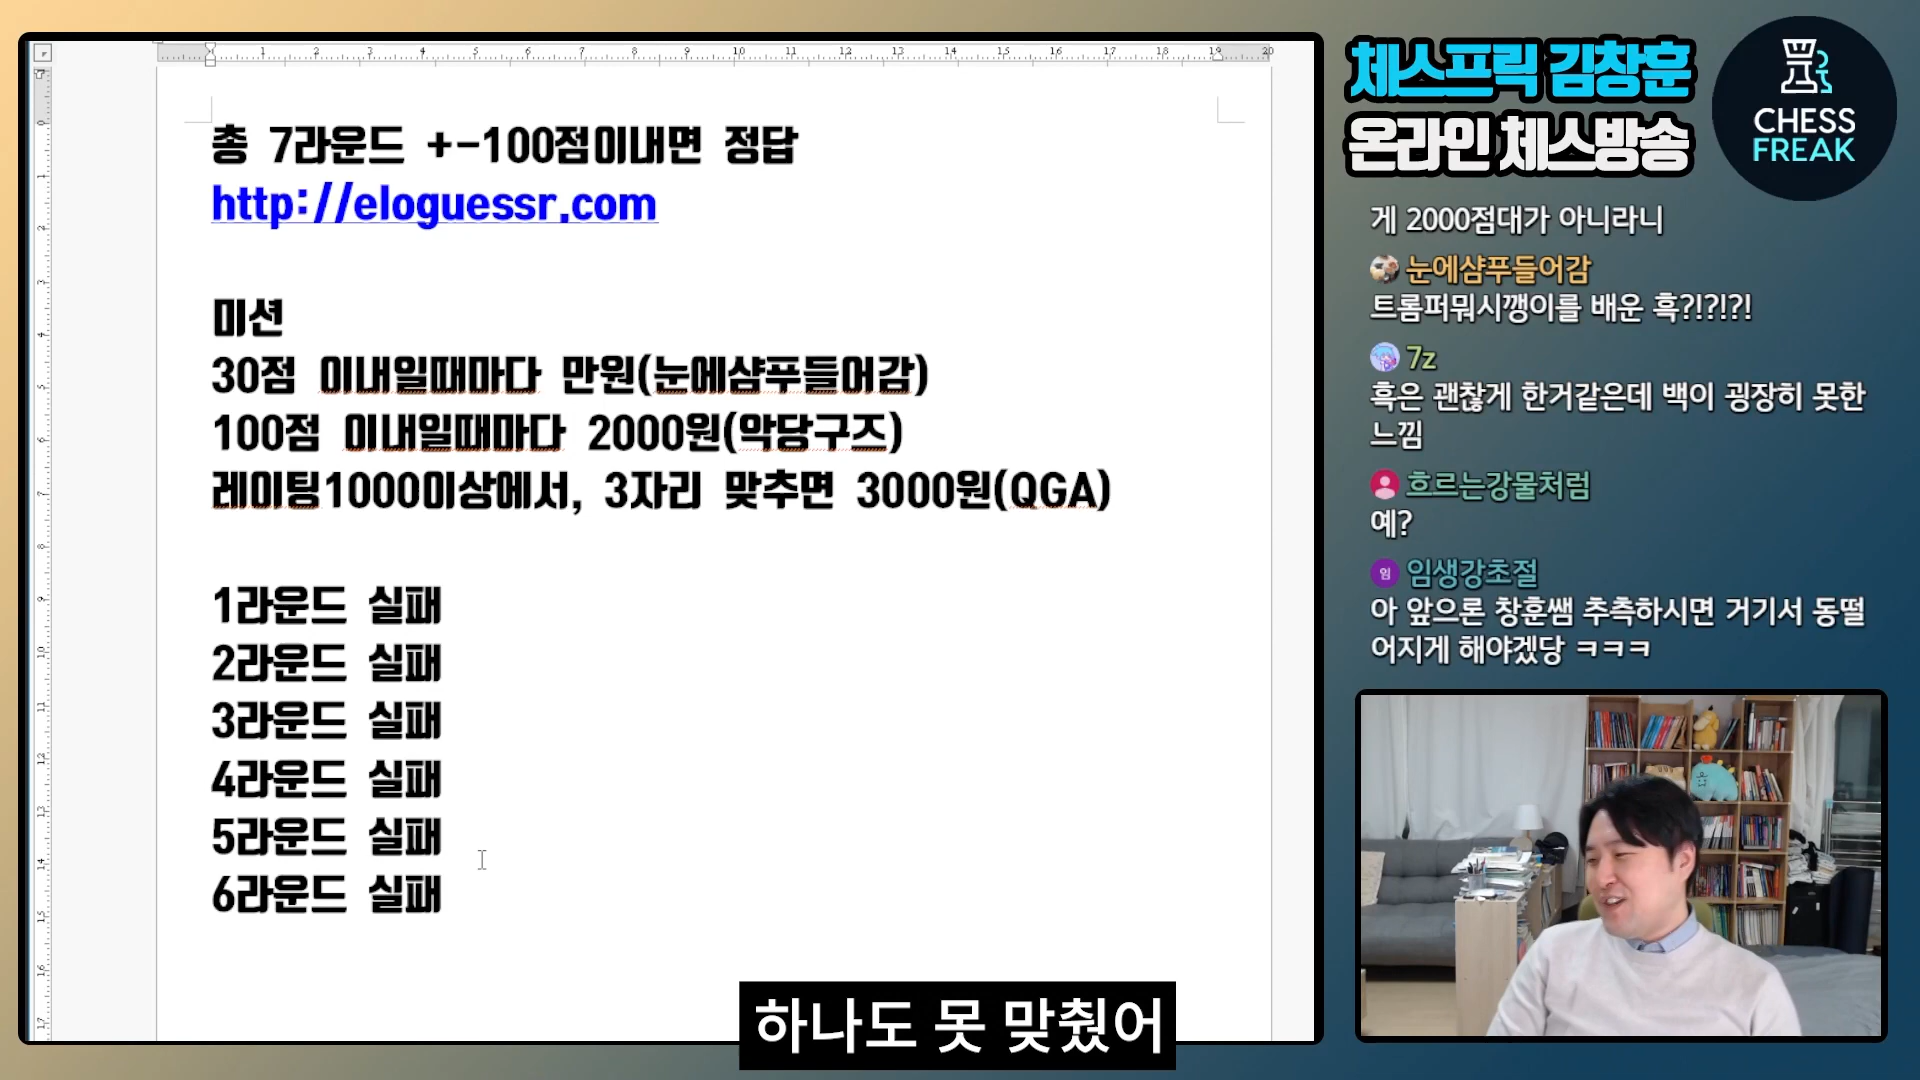 총 7라운드 +-100점이내면 정답
http://eloguessr.com
미션
30점 이내일때마다 만원(눈에샴푸들어감)
100점 이내일때마다 2000원(악당구즈)
레이팅1000이상에서, 3자리 맞추면 3000원(QGA)
1라운드 실패
2라운드 실패
3라운드 실패
4라운드 실패
5라운드 실패
6라운드 실패
하나도 못 맞췄어
체스프릭 김창훈
온라인 체스방송
CHESS
FREAK
게 2000점대가 아니라니
눈에샴푸들어감
트롬퍼뭐시깽이를 배운 흑?!?!?!
7z
흑은 괜찮게 한거같은데 백이 굉장히 못한
느낌
흐르는강물처럼
예?
임 임생강초절
아 앞으론 창훈쌤 추측하시면 거기서 동떨
어지게 해야겠당 ㅋㅋㅋ